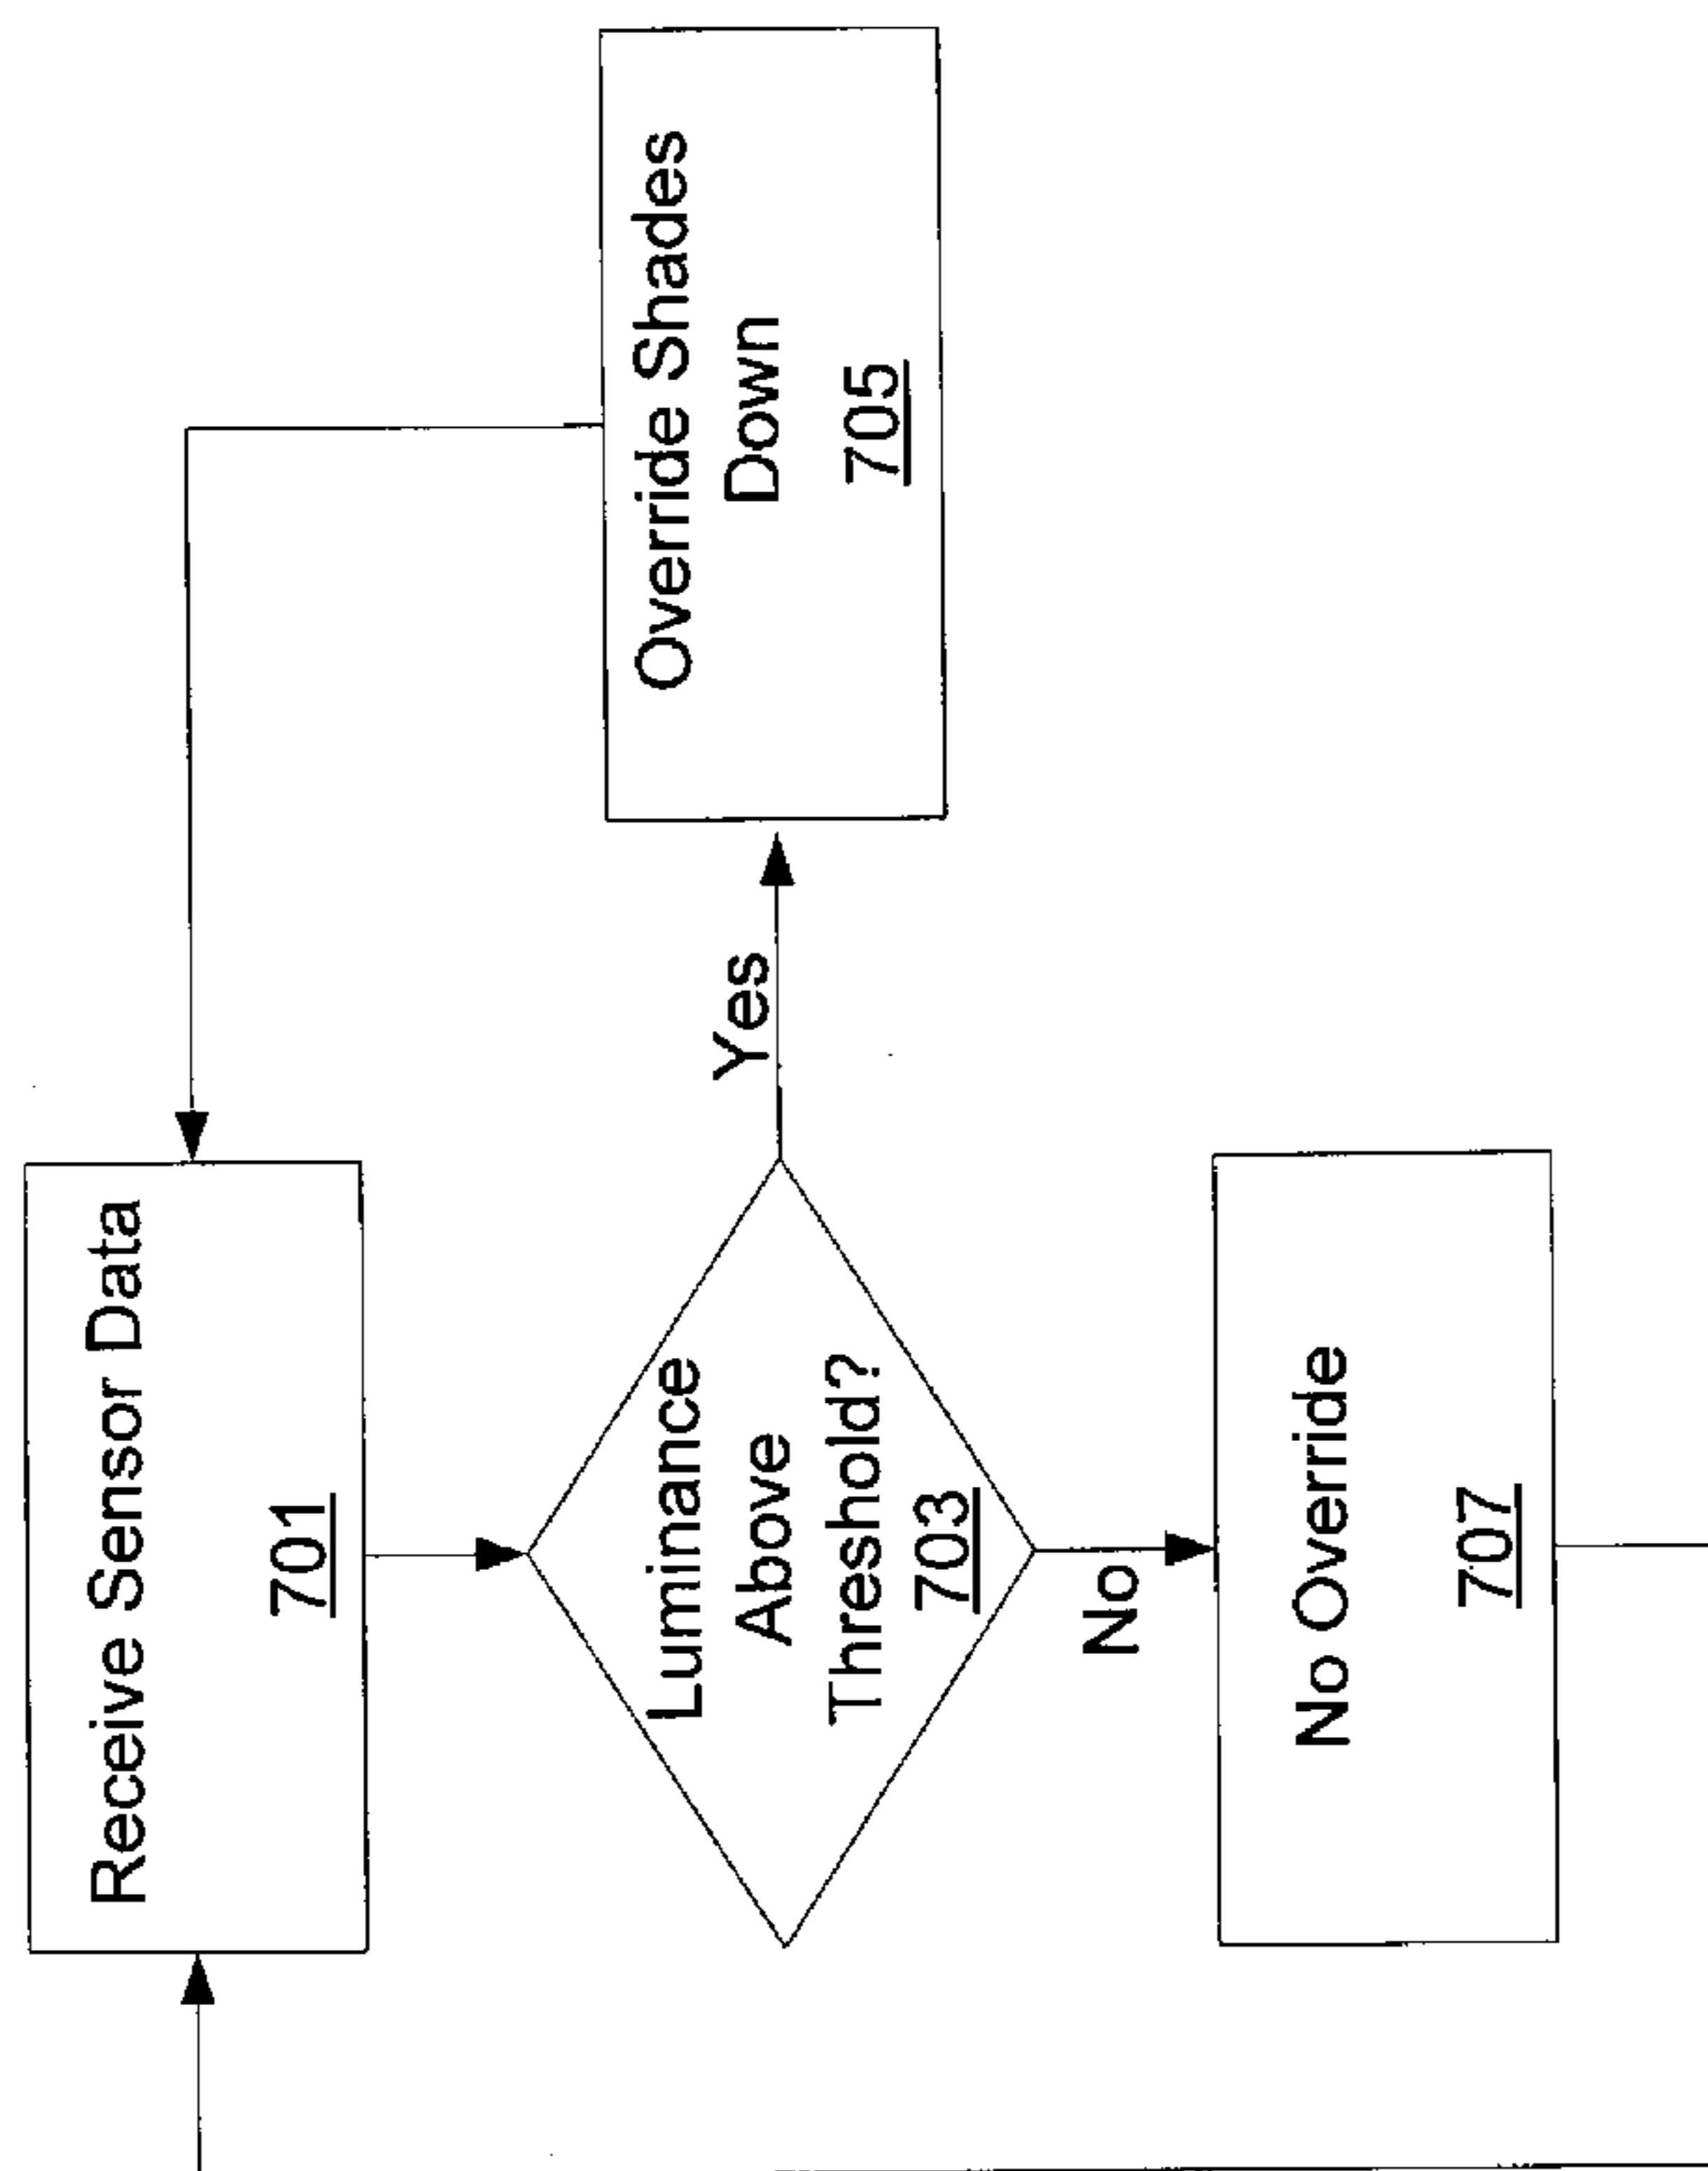 Receive Sensor Data
701
Luminance
Above
Threshold?
703
Yes
Override Shades
Down
705
No
No Override
707